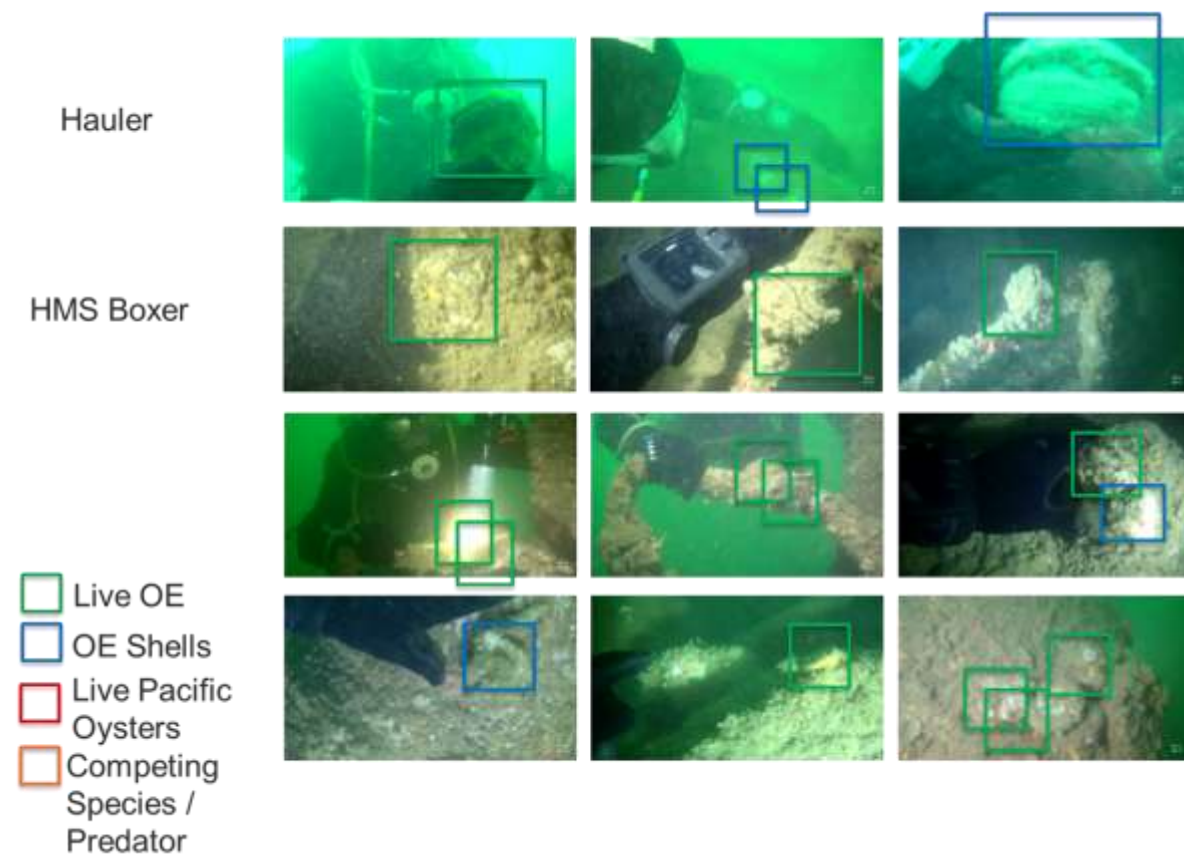 Hauler
HMS Boxer
Live OE
OE Shells
Live Pacific
Oysters
Competing
Species /
Predator